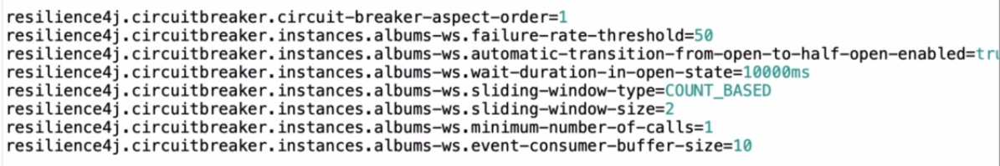 resilience4j.circuitbreaker.circuit-breaker-aspect-order=1
resilience4j.circuitbreaker.instances.albums-ws.failure-rate-threshold=50
resilience4j.circuitbreaker.instances.albums-ws.automatic-transition-from-open-to-half-open-enabled=tru
resilience4j.circuitbreaker.instances.albums-ws.wait-duration-in-open-state=10000ms
resilience4j.circuitbreaker.instances.albums-ws.sliding-window-type=COUNT_BASED
resilience4j.circuitbreaker.instances.albums-ws.sliding-window-size=2
resilience4j.circuitbreaker.instances.albums-ws.minimum-number-of-calls=1
resilience4j.circuitbreaker.instances.albums-ws.event-consumer-buffer-size=10